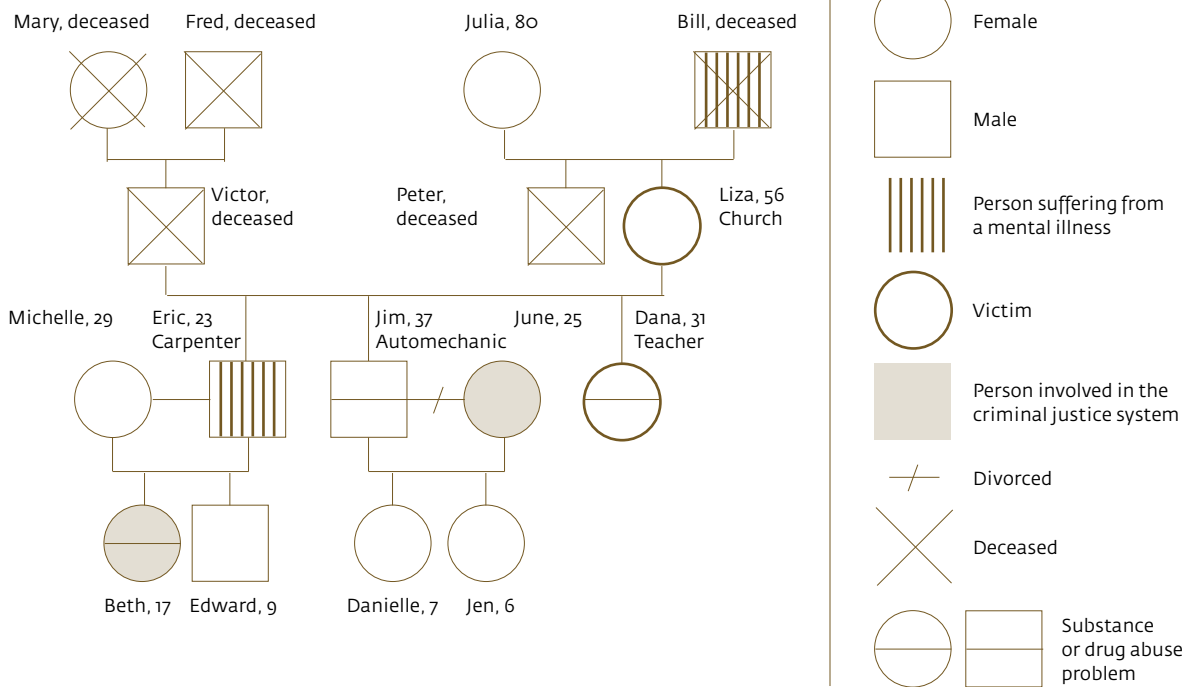 Mary, deceased
Fred, deceased
Julia, 80
Bill, deceased
Victor,
deceased
Peter,
deceased
Liza, 56
Church
Michelle, 29
Eric, 23
Carpenter
Jim, 37
Automechanic
June, 25
Dana, 31
Teacher
Beth, 17
Edward, 9
Danielle, 7
Jen, 6
Female
Male
Person suffering from
a mental illness
Victim
Person involved in the
criminal justice system
Divorced
Deceased
Substance
or drug abuse
problem